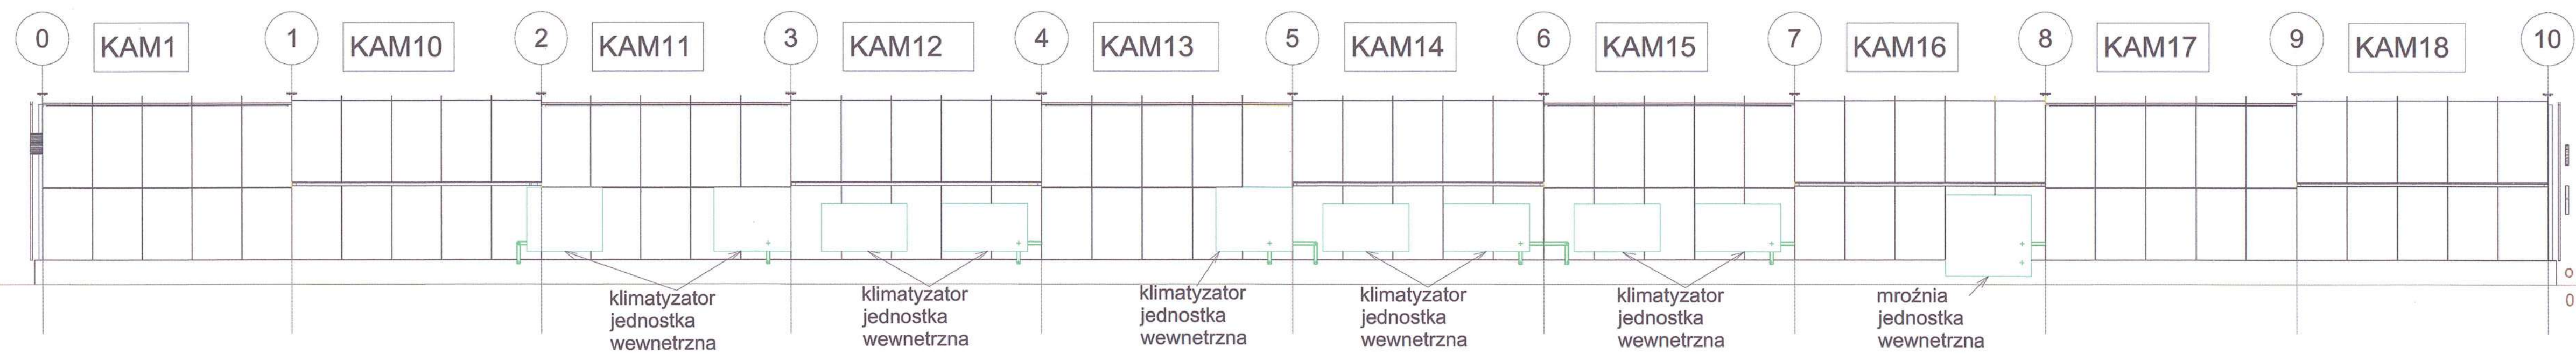 0 KAM1 1 KAM10 2 KAM11 3 KAM12 4 KAM13 5 KAM14 6 KAM15 7 KAM16 8 KAM17 9 KAM18 10
klimatyzator
jednostka
wewnetrzna
klimatyzator
jednostka
wewnetrzna
klimatyzator
jednostka
wewnetrzna
klimatyzator
jednostka
wewnetrzna
klimatyzator
jednostka
wewnetrzna
mroźnia
jednostka
wewnetrzna